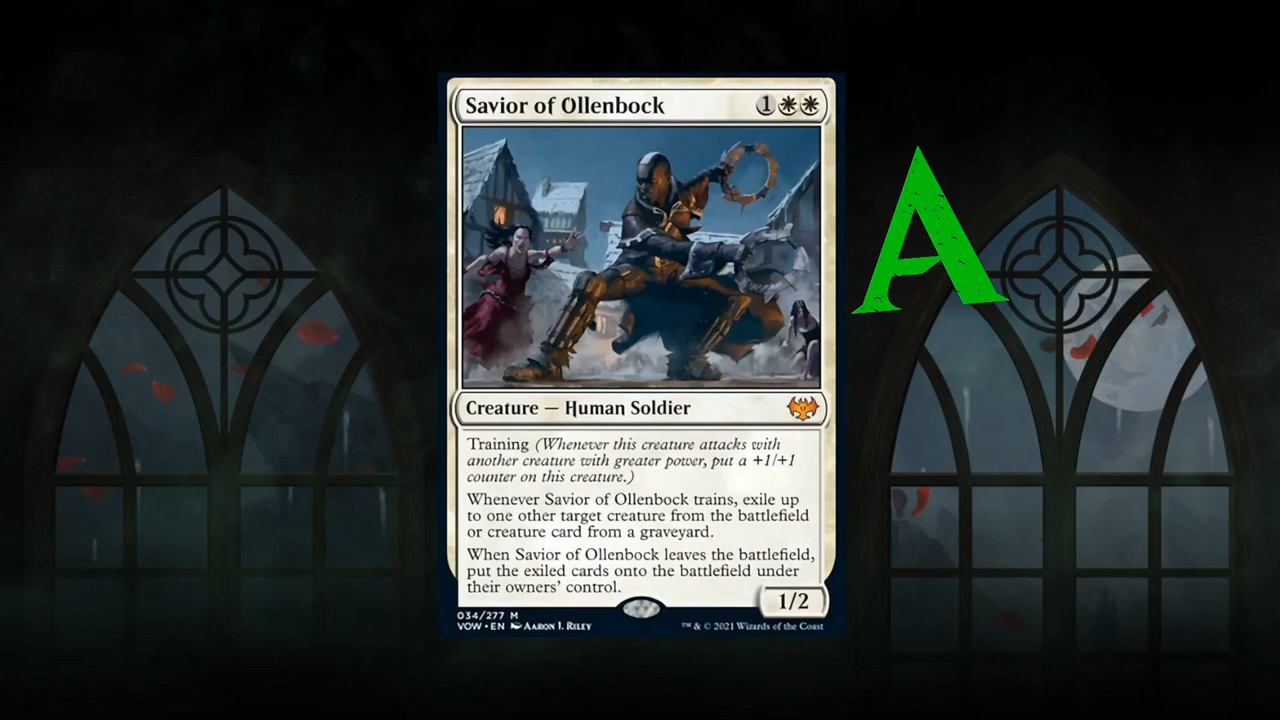 Savior of Ollenbock 1
A
Creature — Human Soldier
Training (Whenever this creature attacks with
another creature with greater power, put a +1/+1
counter on this creature.)
Whenever Savior of Ollenbock trains, exile up
to one other target creature from the battlefield
or creature card from a graveyard.
When Savior of Ollenbock leaves the battlefield,
put the exiled cards onto the battlefield under
their owners' control.
1/2
034/277 M
VOW • EN Aaron J. Riley
™ & © 2021 Wizards of the Coast